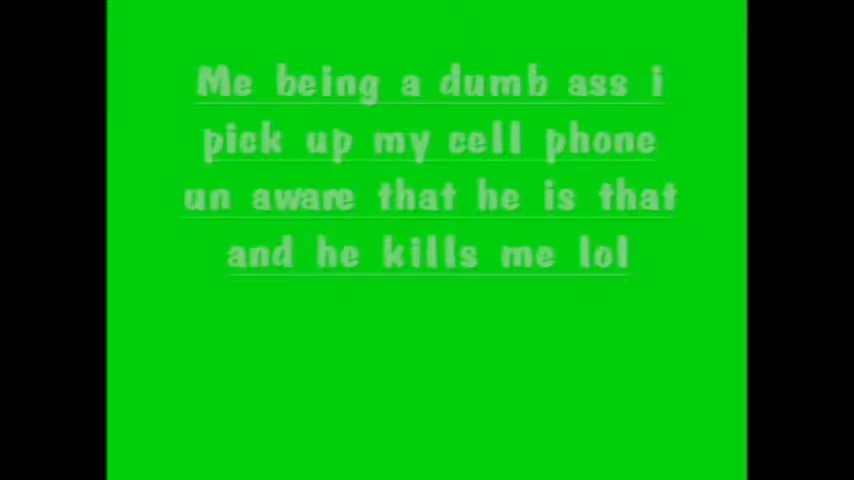 Me being a dumb ass i
pick up my cell phone
un aware that he is that
and he kills me lol